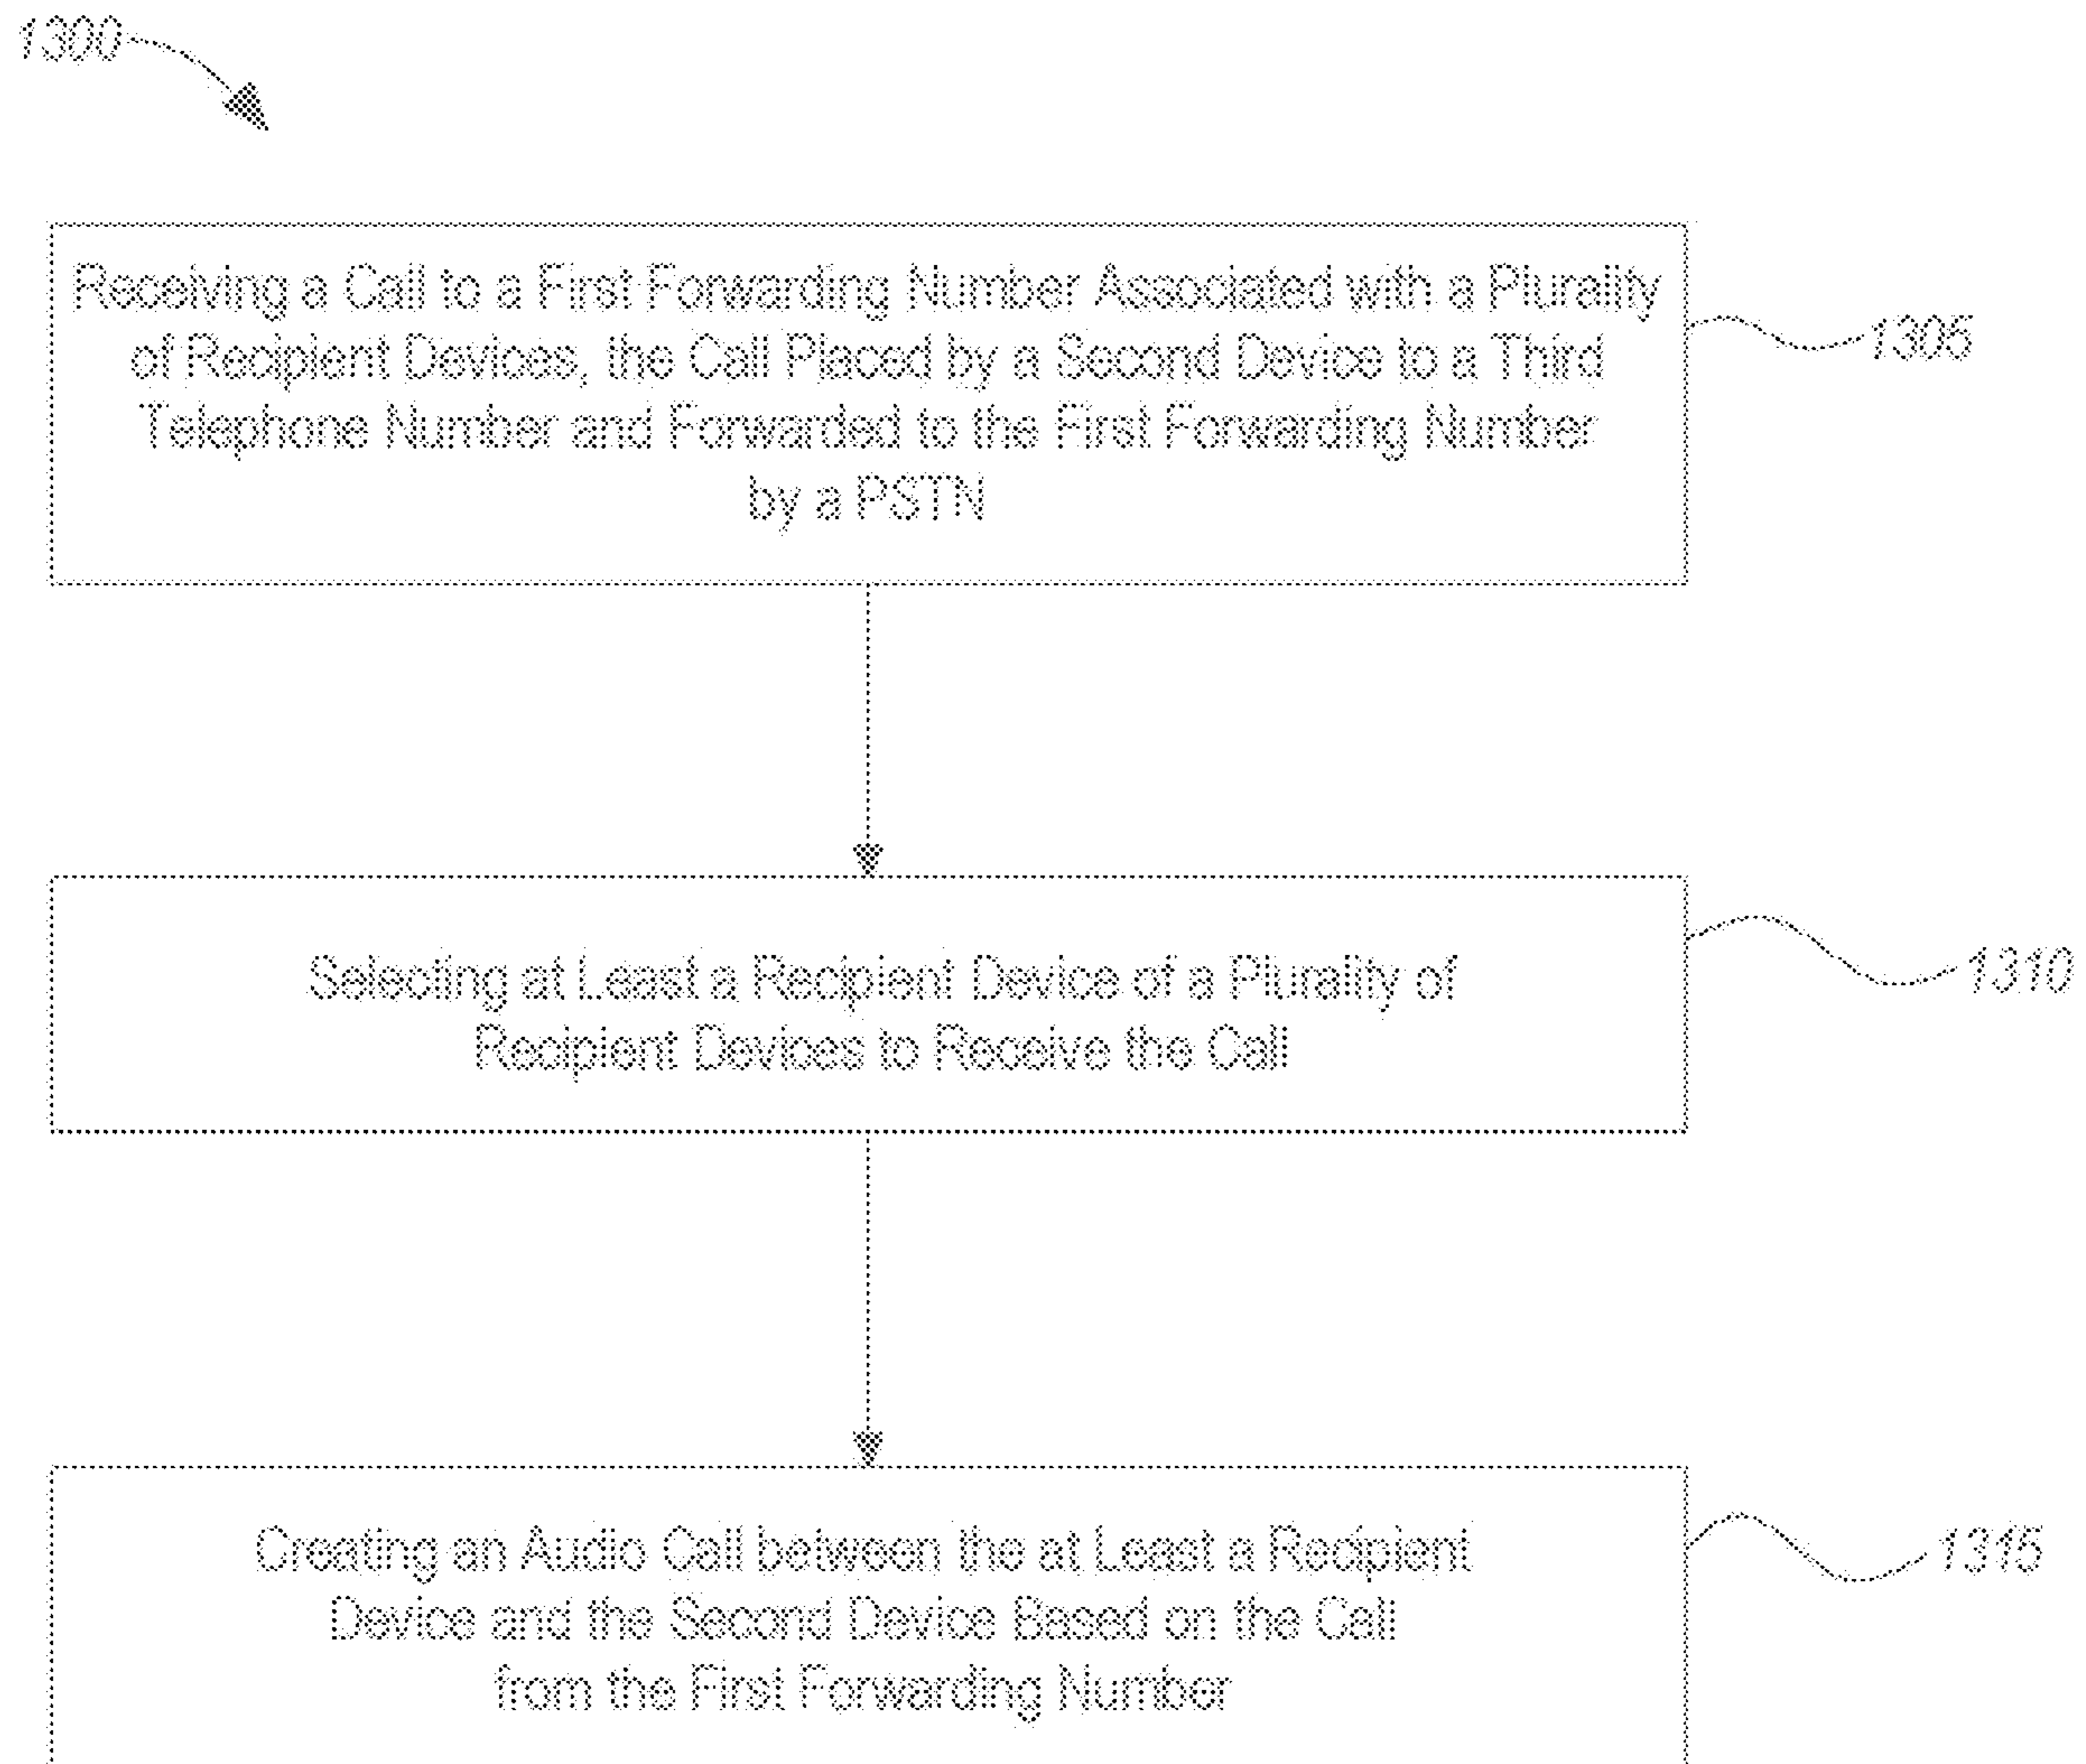 1300
Receiving a Call to a First Forwarding Number Associated with a Plurality
of Recipient Devices, the Call Placed by a Second Device to a Third
Telephone Number and Forwarded to the First Forwarding Number
by a PSTN
1305
Selecting at Least a Recipient Device of a Plurality of
Recipient Devices to Receive the Call
1310
Creating an Audio Call between the at Least a Recipient
Device and the Second Device Based on the Call
from the First Forwarding Number
1315